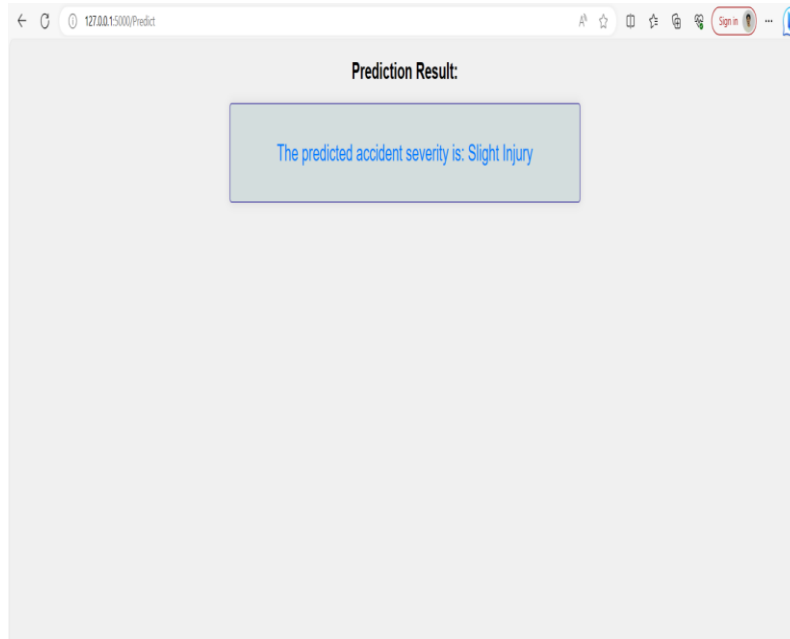 127.0.0.1:5000/Predict
Sign in
Prediction Result:
The predicted accident severity is: Slight Injury